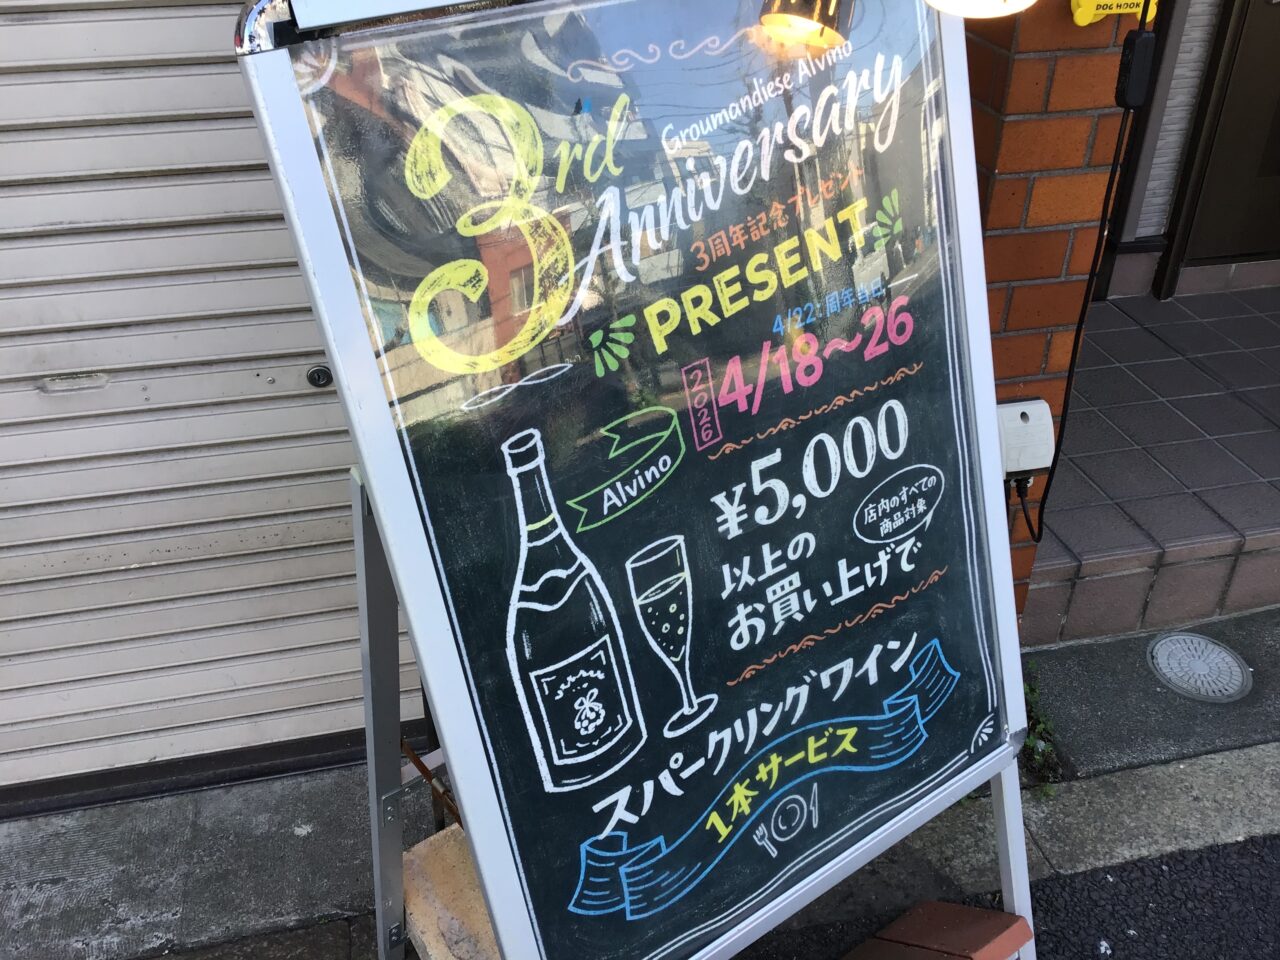 DOG HOOK
Groumandiese Alvino
3rd
Anniversary
3周年記念プレゼント
PRESENT
4/22:周年当日
2026
4/18〜26
Alvino
¥5,000
以上の
お買い上げで
店内のすべての
商品対象
スパークリングワイン
1本サービス